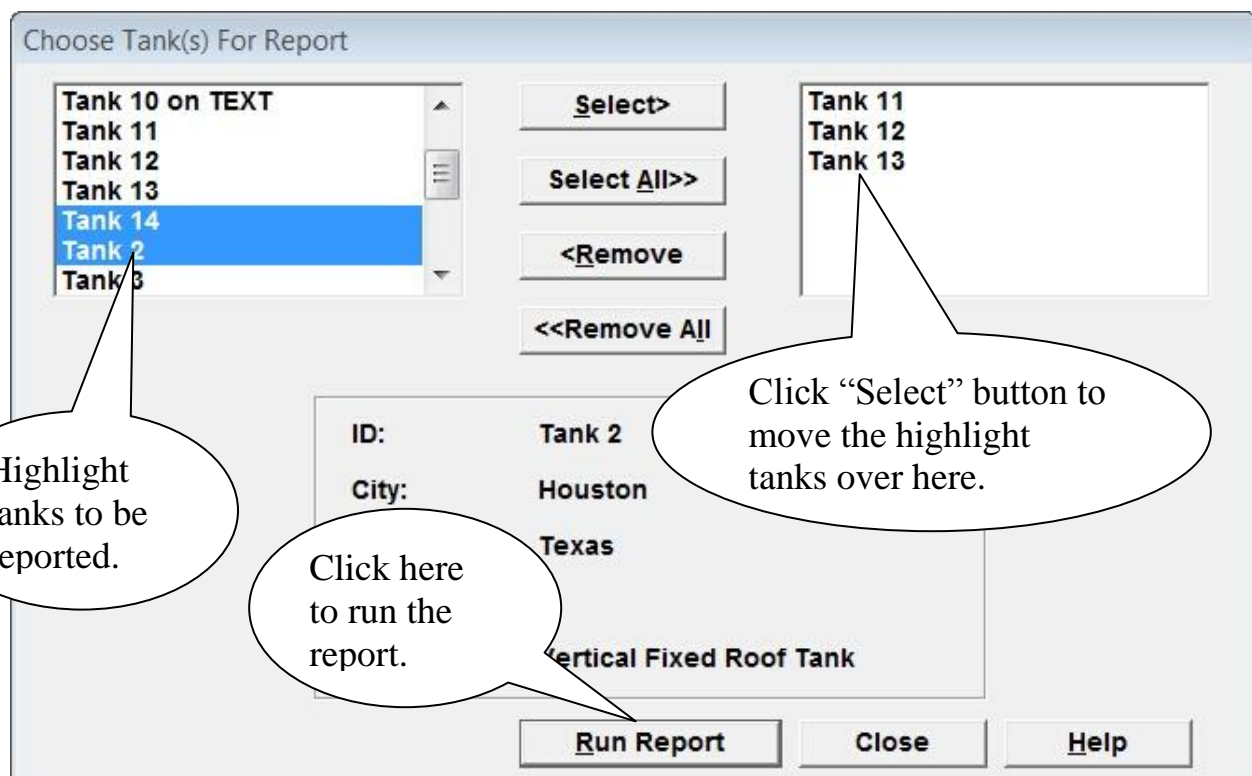 Choose Tank(s) For Report
Tank 10 on TEXT
Tank 11
Tank 12
Tank 13
Tank 14
Tank 2
Tank 3
Select>
Select All>>
<Remove
<<Remove All
Tank 11
Tank 12
Tank 13
Highlight
tanks to be
reported.
Click “Select” button to
move the highlight
tanks over here.
ID: Tank 2
City: Houston
Texas
Vertical Fixed Roof Tank
Click here
to run the
report.
Run Report
Close
Help